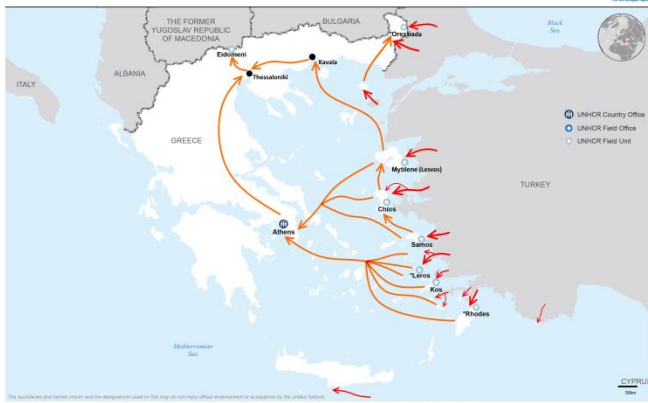 BULGARIA
Black
Sea
THE FORMER
YUGOSLAV REPUBLIC
OF MACEDONIA
*Orestiada
Eidomeni
Kavala
Thessaloniki
ALBANIA
ITALY
GREECE
UNHCR Country Office
UNHCR Field Office
UNHCR Field Unit
Mytilene (Lesvos)
TURKEY
Chios
Athens
Samos
*Leros
Kos
*Rhodes
Mediterranean
Sea
CYPRUS
50km
The boundaries and names shown and the designations used on this map do not imply official endorsement or acceptance by the United Nations.